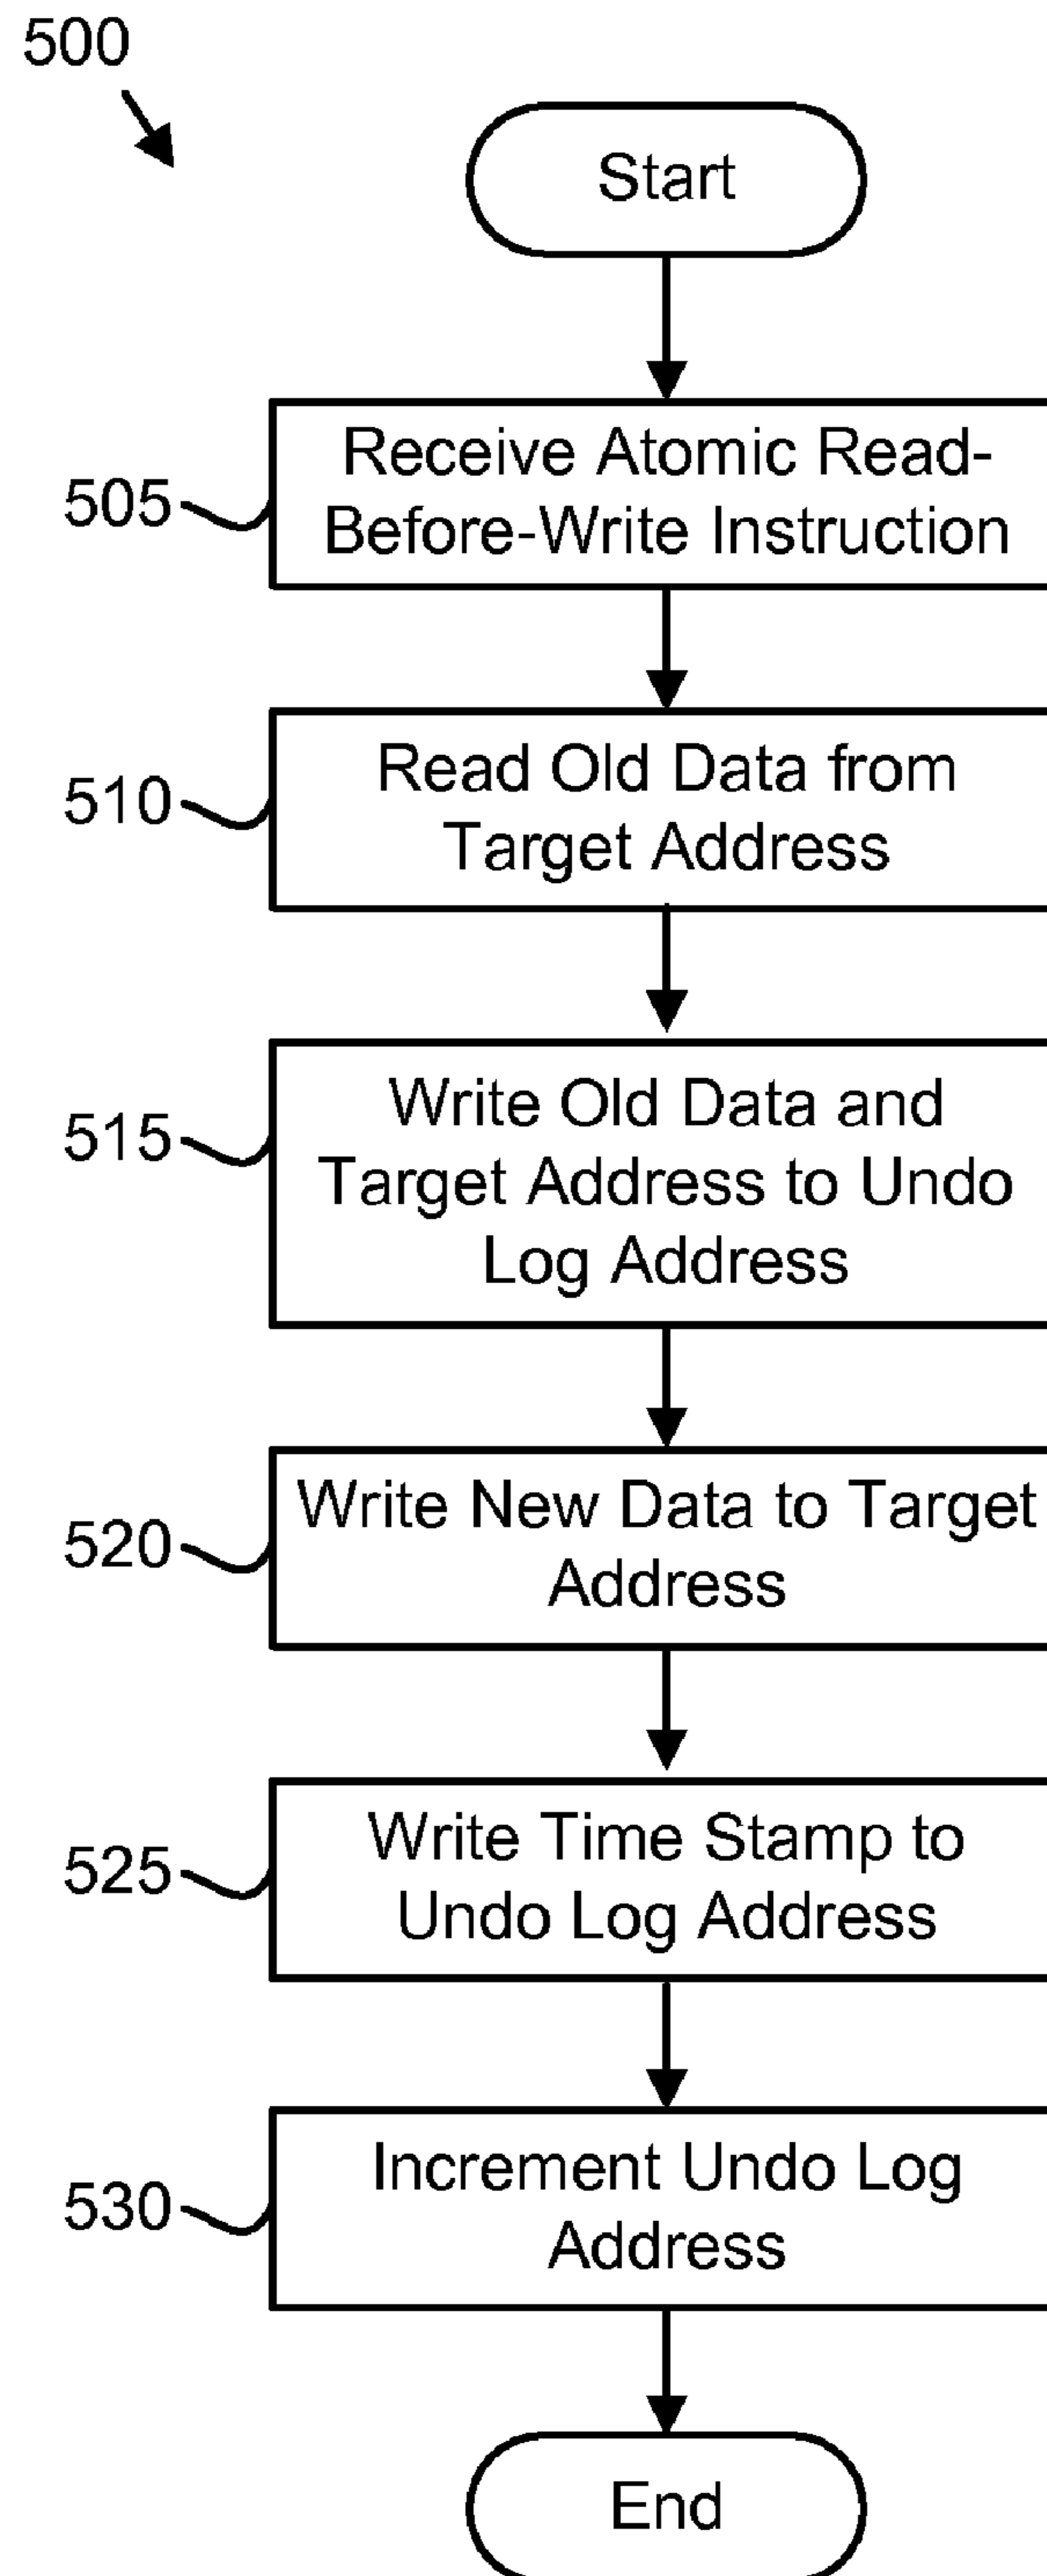 500
Start
505
Receive Atomic Read-
Before-Write Instruction
510
Read Old Data from
Target Address
515
Write Old Data and
Target Address to Undo
Log Address
520
Write New Data to Target
Address
525
Write Time Stamp to
Undo Log Address
530
Increment Undo Log
Address
End